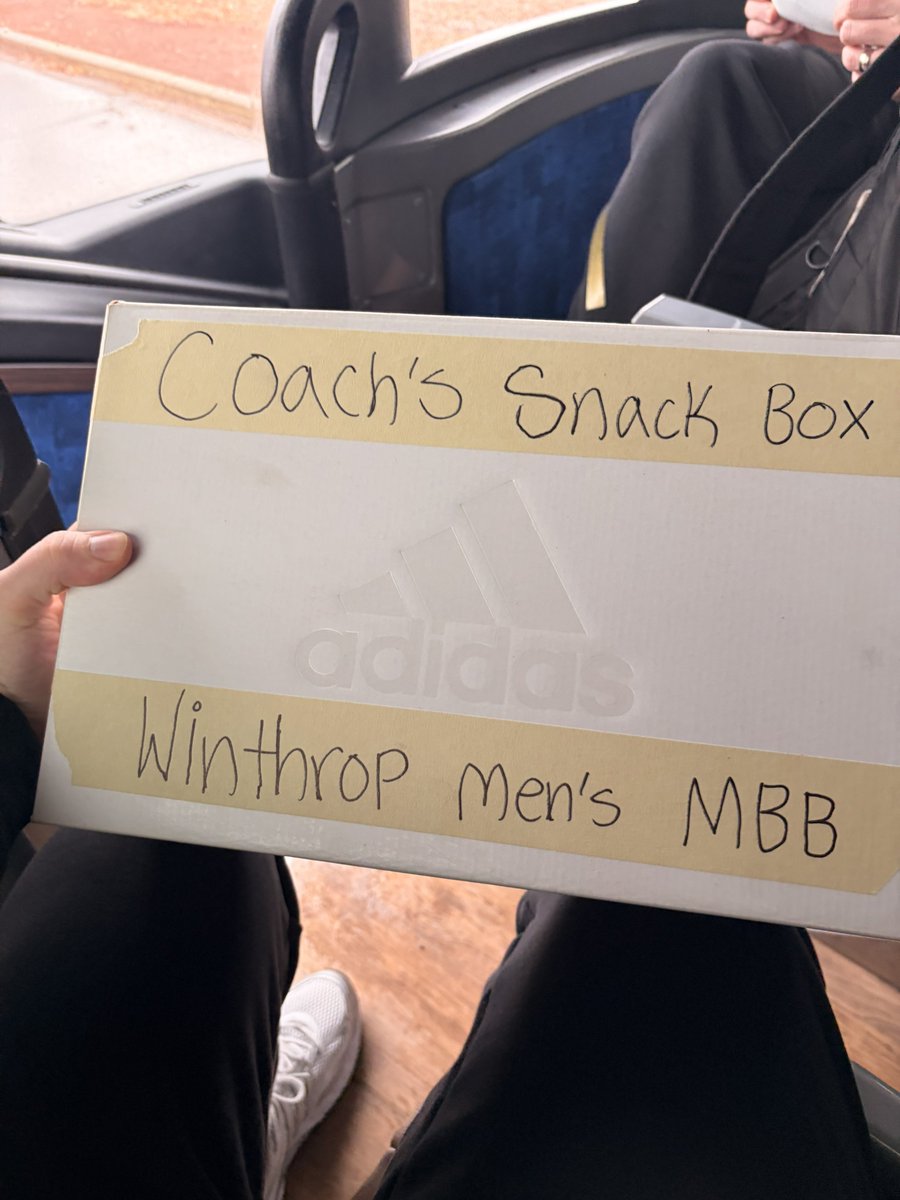 Coach's Snack Box
adidas
Winthrop Men's MBB